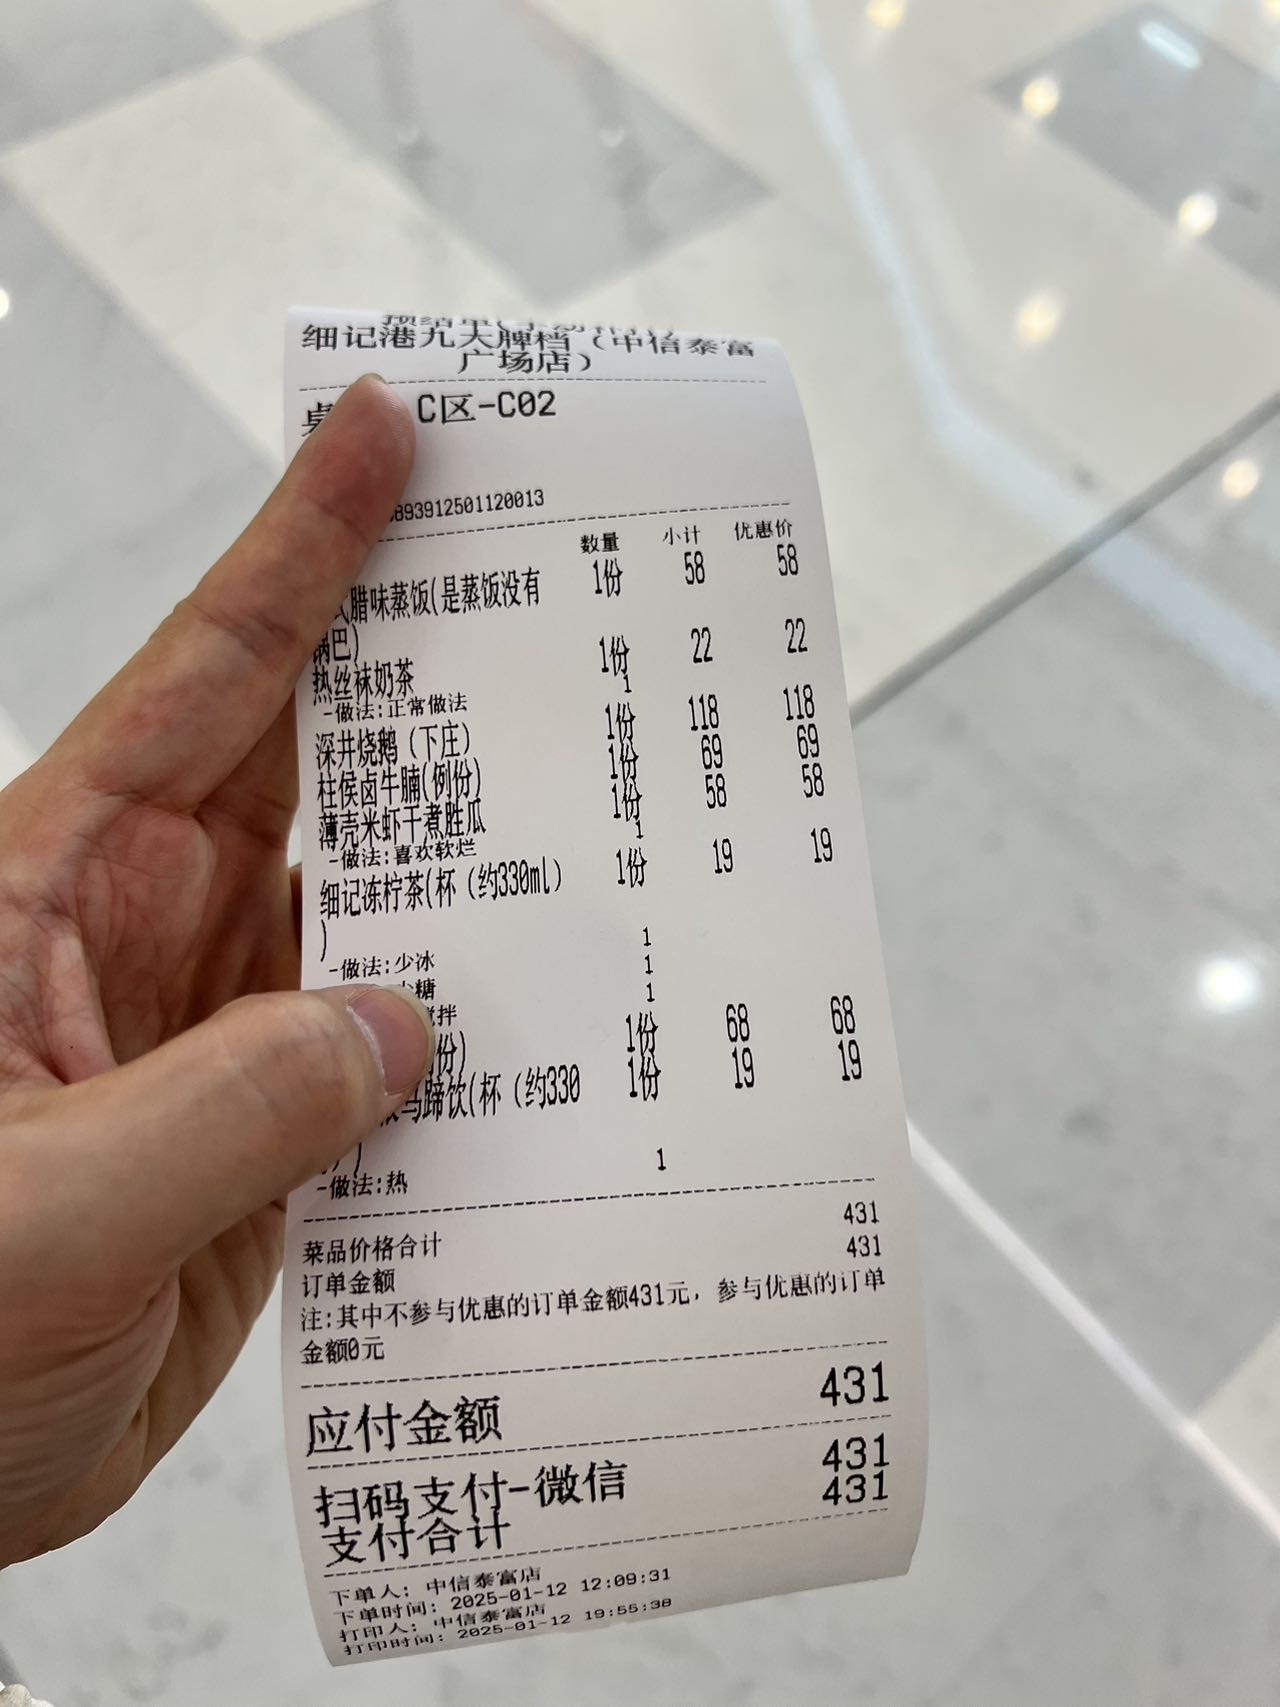 细记港九大牌档（中信泰富
广场店）
C区-C02
893912501120013
数量 小计 优惠价
腊味蒸饭(是蒸饭没有 1份 58 58
锅巴)
热丝袜奶茶 1份 22 22
-做法:正常做法 1
深井烧鹅（下庄） 1份 118 118
柱侯卤牛腩(例份) 1份 69 69
薄壳米虾干煮胜瓜 1份 58 58
-做法:喜欢软烂 1
细记冻柠茶(杯（约330ml） 1份 19 19
)
-做法:少冰 1
糖 1
拌 1
份) 1份 68 68
马蹄饮(杯（约330 1份 19 19
)
-做法:热 1
菜品价格合计 431
订单金额 431
注:其中不参与优惠的订单金额431元，参与优惠的订单
金额0元
应付金额 431
扫码支付-微信 431
支付合计 431
下单人: 中信泰富店
下单时间: 2025-01-12 12:09:31
打印人: 中信泰富店
打印时间: 2025-01-12 19:55:38